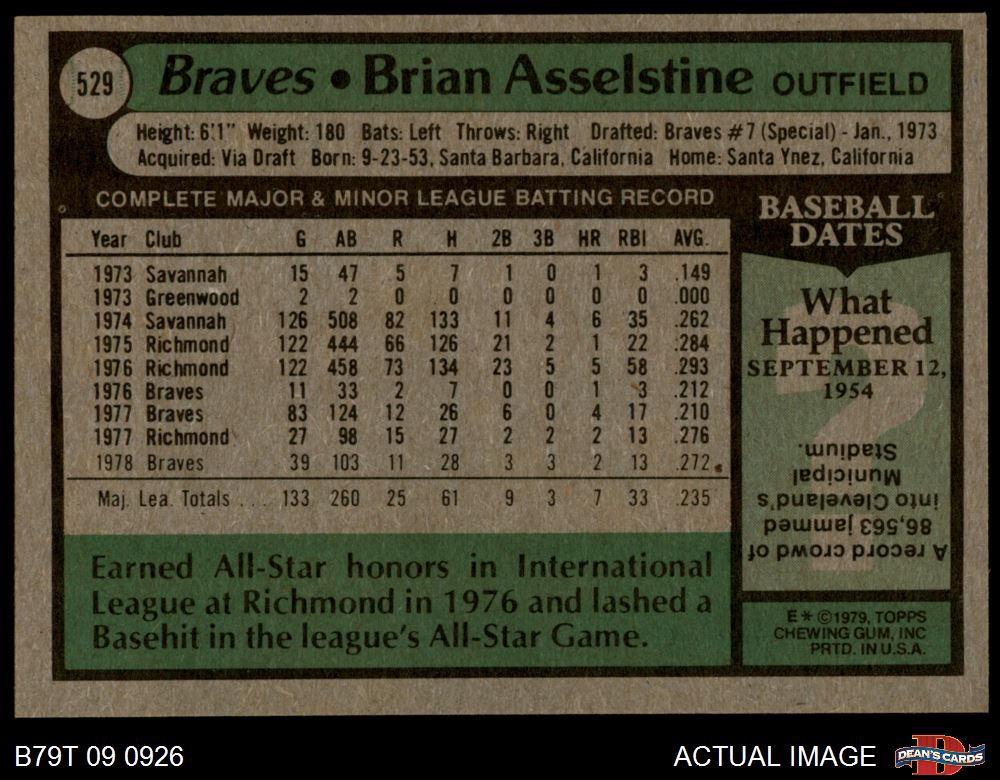 529 Braves • Brian Asselstine OUTFIELD
Height: 6'1" Weight: 180 Bats: Left Throws: Right Drafted: Braves #7 (Special) - Jan., 1973
Acquired: Via Draft Born: 9-23-53, Santa Barbara, California Home: Santa Ynez, California
COMPLETE MAJOR & MINOR LEAGUE BATTING RECORD
Year Club G AB R H 2B 3B HR RBI AVG.
1973 Savannah 15 47 5 7 1 0 1 3 .149
1973 Greenwood 2 2 0 0 0 0 0 0 .000
1974 Savannah 126 508 82 133 11 4 6 35 .262
1975 Richmond 122 444 66 126 21 2 1 22 .284
1976 Richmond 122 458 73 134 23 5 5 58 .293
1976 Braves 11 33 2 7 0 0 1 3 .212
1977 Braves 83 124 12 26 6 0 4 17 .210
1977 Richmond 27 98 15 27 2 2 2 13 .276
1978 Braves 39 103 11 28 3 3 2 13 .272
Maj. Lea. Totals . . . 133 260 25 61 9 3 7 33 .235
Earned All-Star honors in International
League at Richmond in 1976 and lashed a
Basehit in the league's All-Star Game.
BASEBALL
DATES
What
Happened
SEPTEMBER 12,
1954
?
A record crowd of
86,563 jammed
into Cleveland's
Municipal
Stadium.
E* ©1979, TOPPS
CHEWING GUM, INC
PRTD. IN U.S.A.
B79T 09 0926
ACTUAL IMAGE
D
DEAN'S CARDS